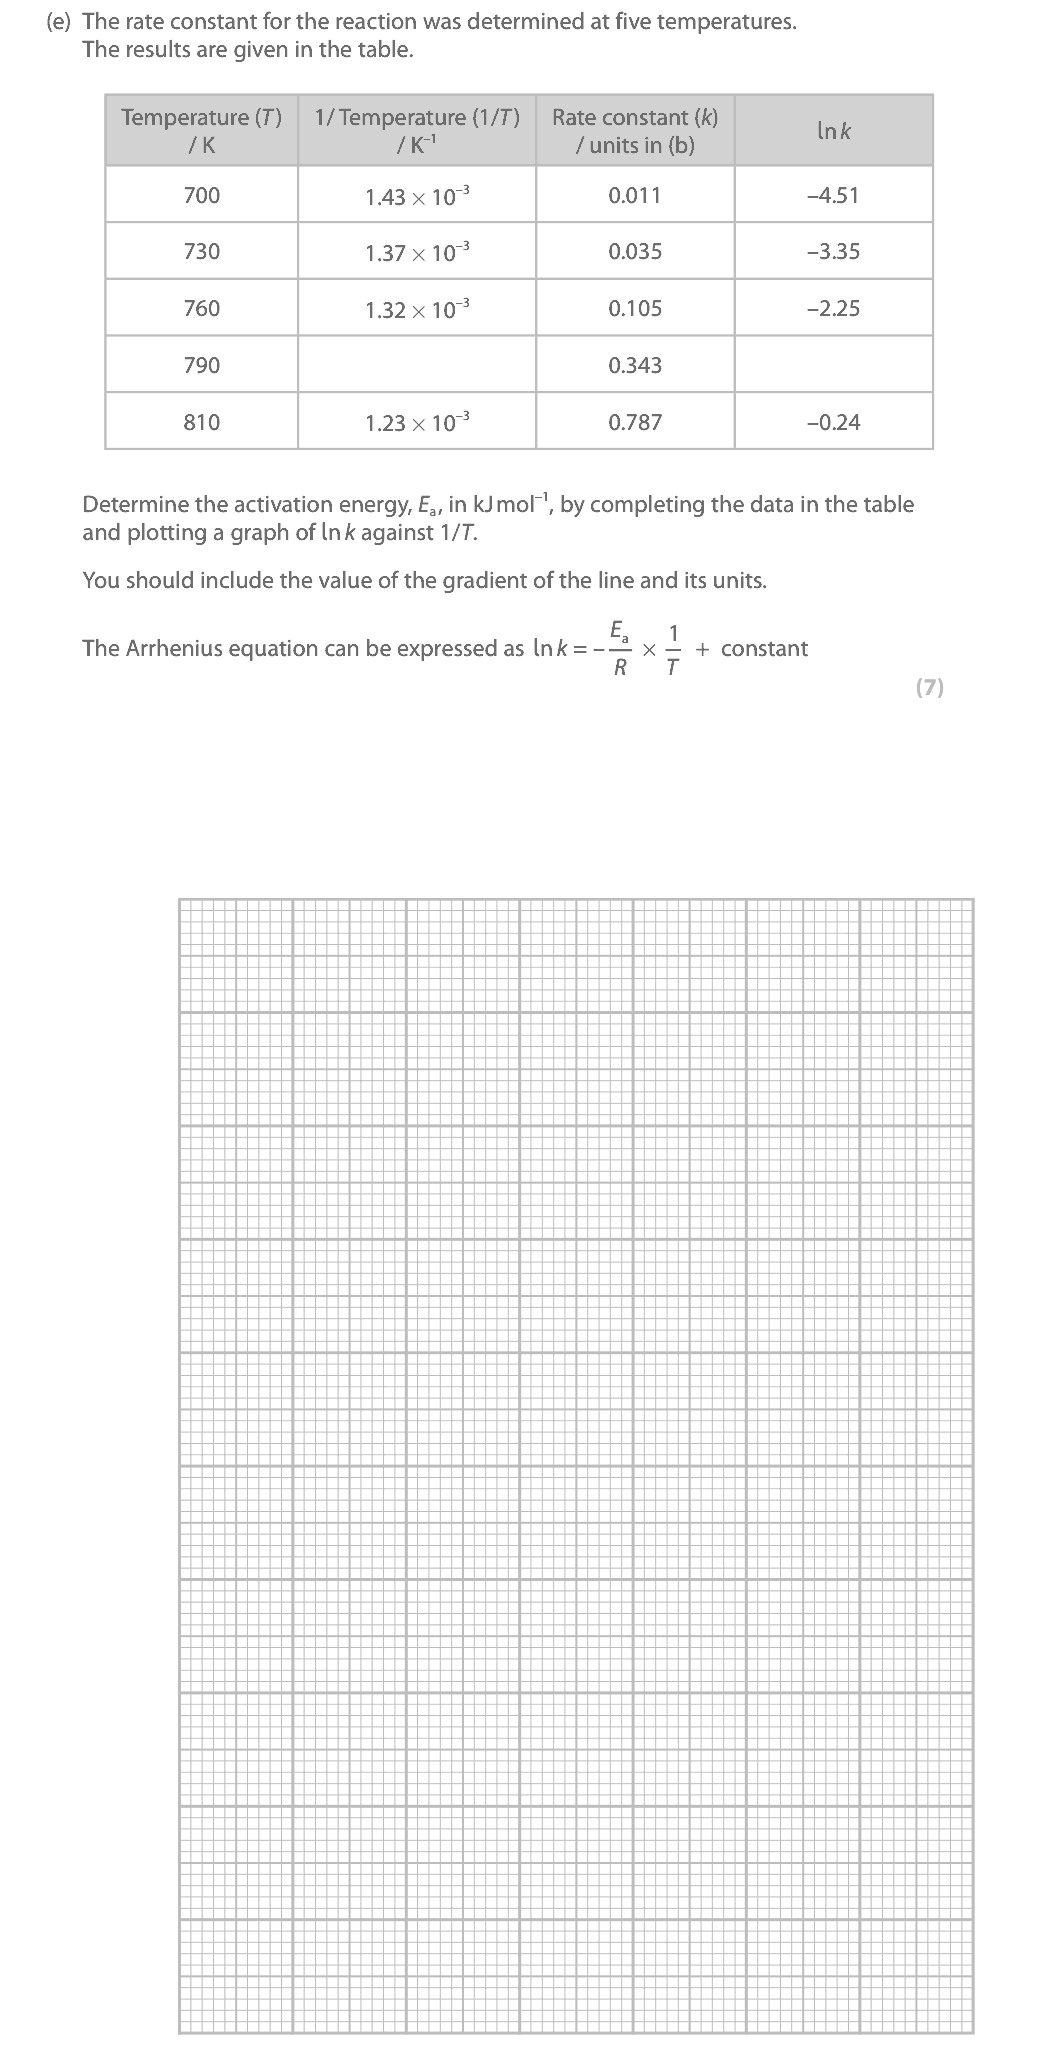 (e) The rate constant for the reaction was determined at five temperatures.
The results are given in the table.
Temperature (T) / K
1/Temperature (1/T) / K⁻¹
Rate constant (k) / units in (b)
ln k
700 1.43 × 10⁻³ 0.011 –4.51
730 1.37 × 10⁻³ 0.035 –3.35
760 1.32 × 10⁻³ 0.105 –2.25
790 0.343
810 1.23 × 10⁻³ 0.787 –0.24
Determine the activation energy, Eₐ, in kJ mol⁻¹, by completing the data in the table
and plotting a graph of ln k against 1/T.
You should include the value of the gradient of the line and its units.
The Arrhenius equation can be expressed as ln k = – Eₐ/R × 1/T + constant
(7)